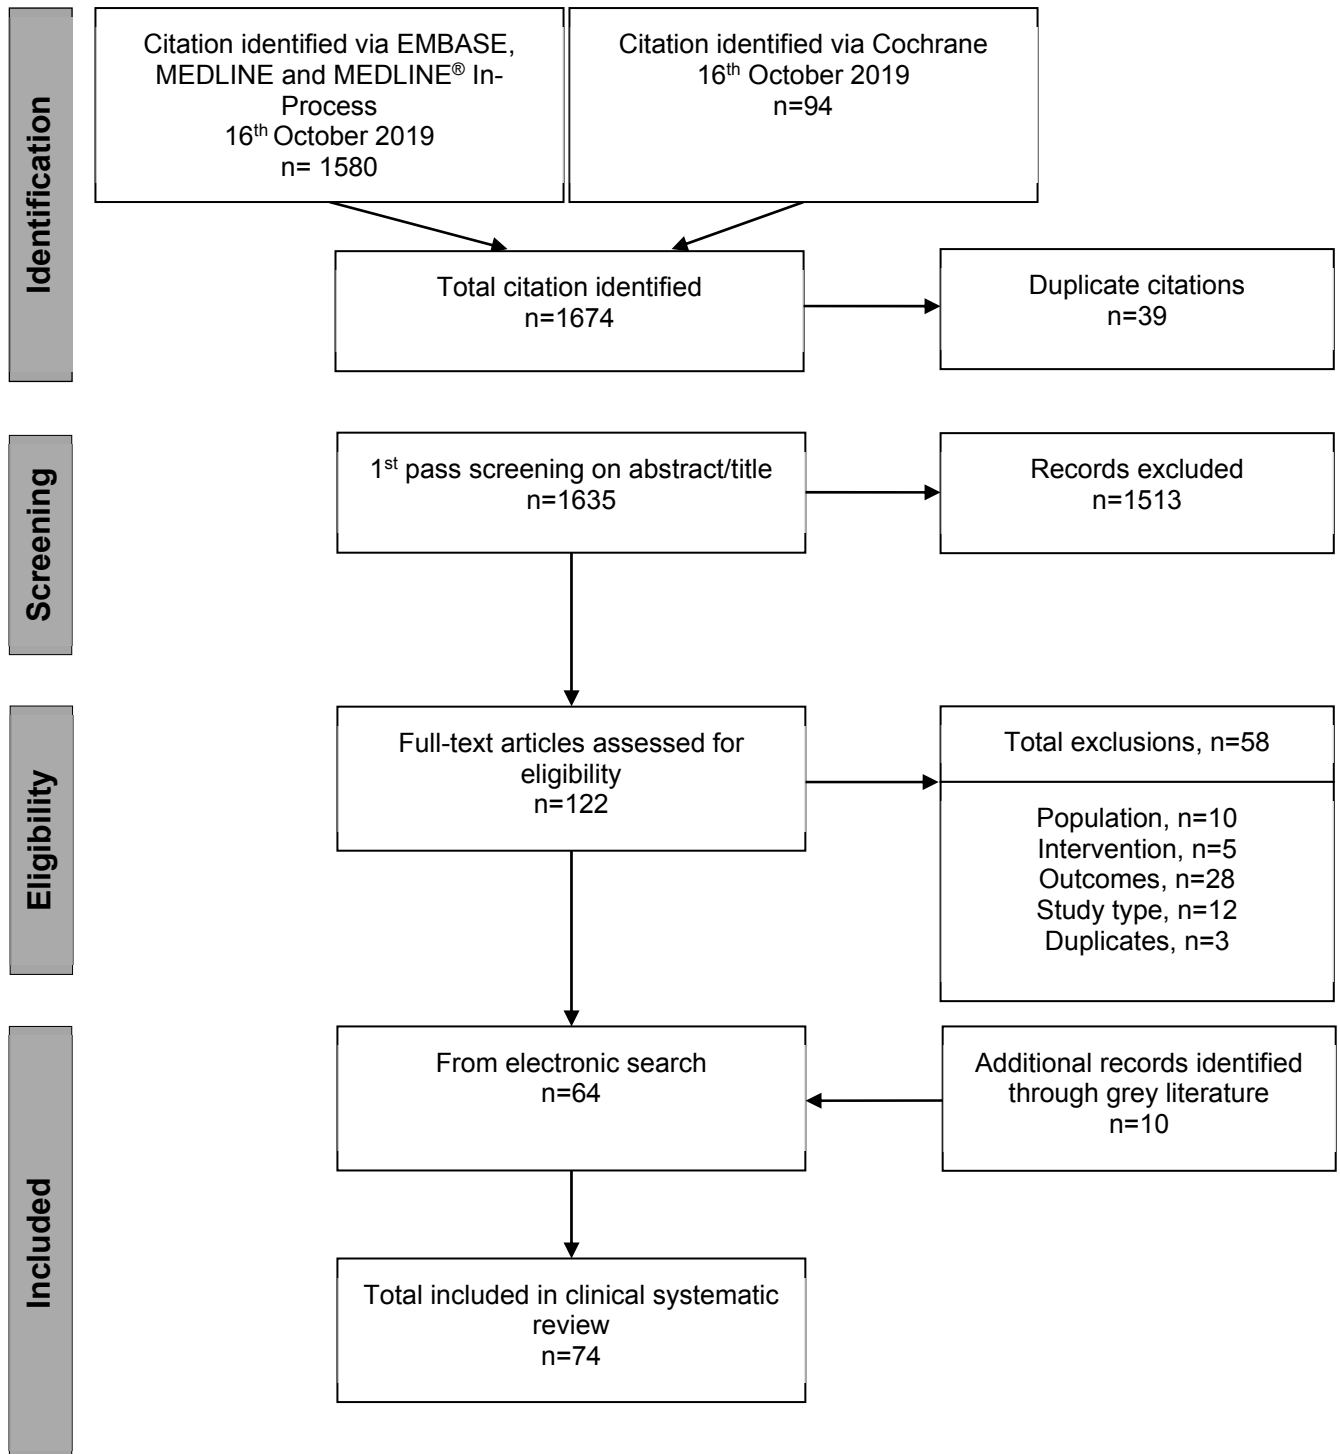 Identification
Citation identified via EMBASE,
MEDLINE and MEDLINE® In-
Process
16th October 2019
n= 1580
Citation identified via Cochrane
16th October 2019
n=94
Total citation identified
n=1674
Duplicate citations
n=39
Screening
1st pass screening on abstract/title
n=1635
Records excluded
n=1513
Eligibility
Full-text articles assessed for
eligibility
n=122
Total exclusions, n=58
Population, n=10
Intervention, n=5
Outcomes, n=28
Study type, n=12
Duplicates, n=3
Included
From electronic search
n=64
Additional records identified
through grey literature
n=10
Total included in clinical systematic
review
n=74